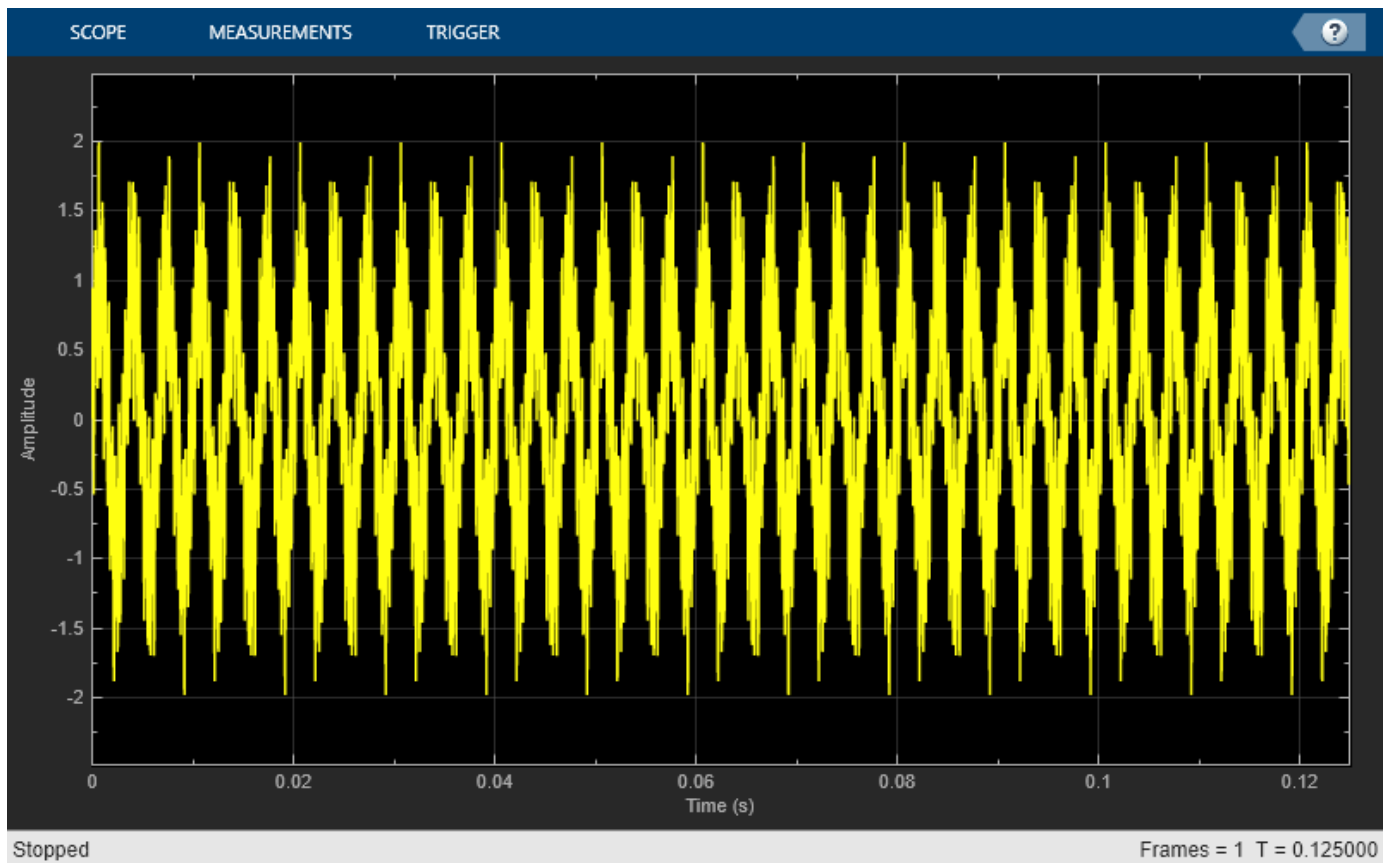 SCOPE MEASUREMENTS TRIGGER ?
2
1.5
1
0.5
0
-0.5
-1
-1.5
-2
Amplitude
0 0.02 0.04 0.06 0.08 0.1 0.12
Time (s)
Stopped Frames = 1 T = 0.125000